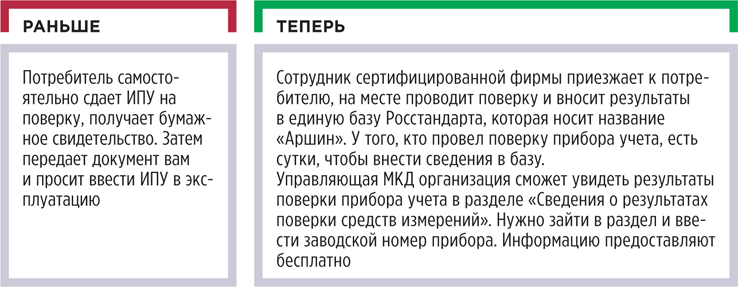 РАНЬШЕ
Потребитель самосто-
ятельно сдает ИПУ на
поверку, получает бумаж-
ное свидетельство. Затем
передает документ вам
и просит ввести ИПУ в экс-
плуатацию
ТЕПЕРЬ
Сотрудник сертифицированной фирмы приезжает к потре-
бителю, на месте проводит поверку и вносит результаты
в единую базу Росстандарта, которая носит название
«Аршин». У того, кто провел поверку прибора учета, есть
сутки, чтобы внести сведения в базу.
Управляющая МКД организация сможет увидеть результаты
поверки прибора учета в разделе «Сведения о результатах
поверки средств измерений». Нужно зайти в раздел и вве-
сти заводской номер прибора. Информацию предоставляют
бесплатно